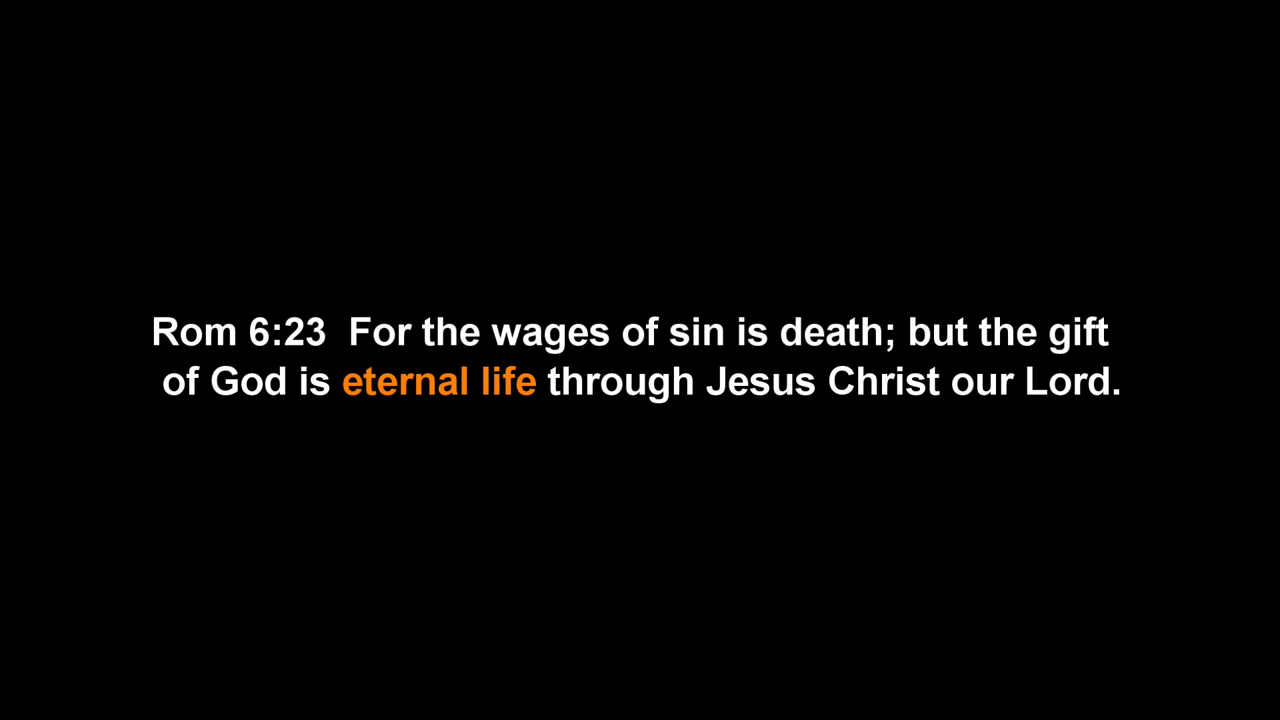 Rom 6:23  For the wages of sin is death; but the gift
of God is eternal life through Jesus Christ our Lord.